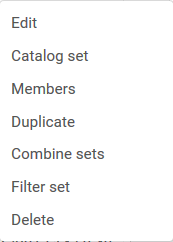 Edit
Catalog set
Members
Duplicate
Combine sets
Filter set
Delete